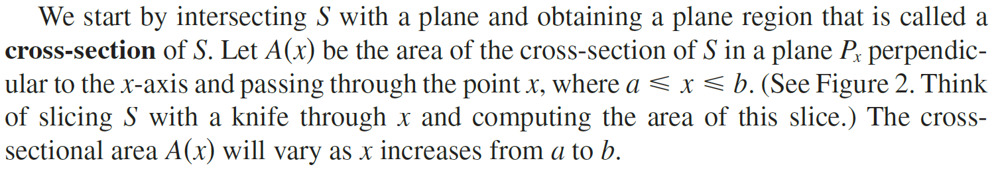 We start by intersecting S with a plane and obtaining a plane region that is called a
cross-section of S. Let A(x) be the area of the cross-section of S in a plane Pₓ perpendic-
ular to the x-axis and passing through the point x, where a ⩽ x ⩽ b. (See Figure 2. Think
of slicing S with a knife through x and computing the area of this slice.) The cross-
sectional area A(x) will vary as x increases from a to b.